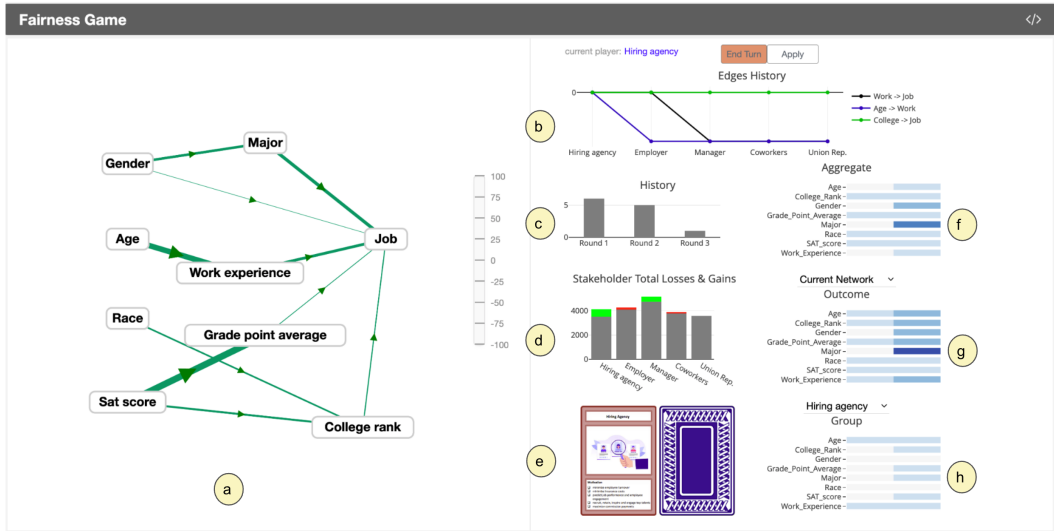 Fairness Game
</>
current player: Hiring agency
End Turn
Apply
Edges History
0
Work -> Job
Age -> Work
College -> Job
Hiring agency
Employer
Manager
Coworkers
Union Rep.
b
Gender
Major
Age
Job
Work experience
Race
Grade point average
Sat score
College rank
a
100
75
50
25
0
-25
-50
-75
-100
History
5
0
Round 1
Round 2
Round 3
c
Aggregate
Age
College_Rank
Gender
Grade_Point_Average
Major
Race
SAT_score
Work_Experience
f
Stakeholder Total Losses & Gains
4000
2000
0
Hiring agency
Employer
Manager
Coworkers
Union Rep.
d
Current Network
Outcome
Age
College_Rank
Gender
Grade_Point_Average
Major
Race
SAT_score
Work_Experience
g
Hiring Agency
Motivation
e
Hiring agency
Group
Age
College_Rank
Gender
Grade_Point_Average
Major
Race
SAT_score
Work_Experience
h